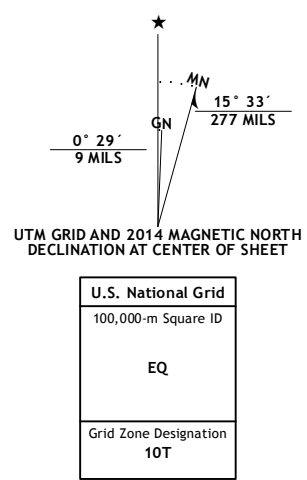 ★
MN
15° 33´
277 MILS
GN
0° 29´
9 MILS
UTM GRID AND 2014 MAGNETIC NORTH
DECLINATION AT CENTER OF SHEET
U.S. National Grid
100,000-m Square ID
EQ
Grid Zone Designation
10T